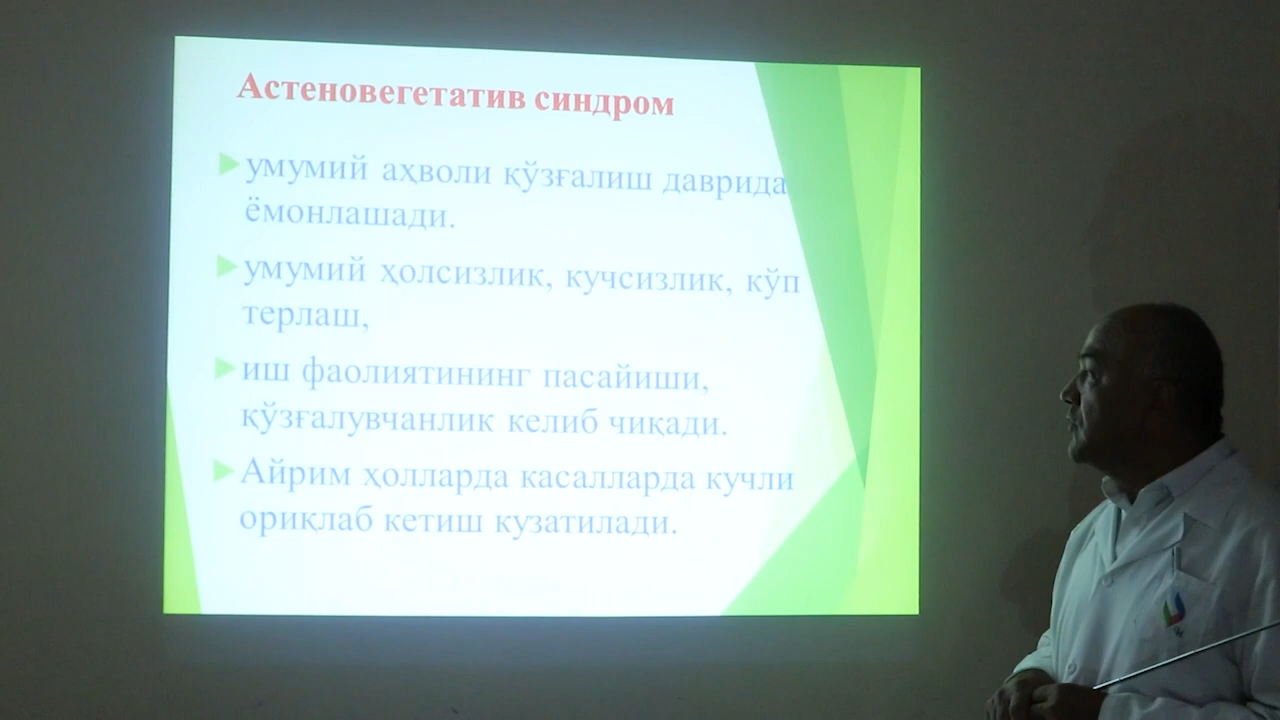 Астеновегетатив синдром
умумий аҳволи қўзғалиш даврида
ёмонлашади.
умумий ҳолсизлик, кучсизлик, кўп
терлаш,
иш фаолиятининг пасайиши,
қўзғалувчанлик келиб чиқади.
Айрим ҳолларда касалларда кучли
ориқлаб кетиш кузатилади.